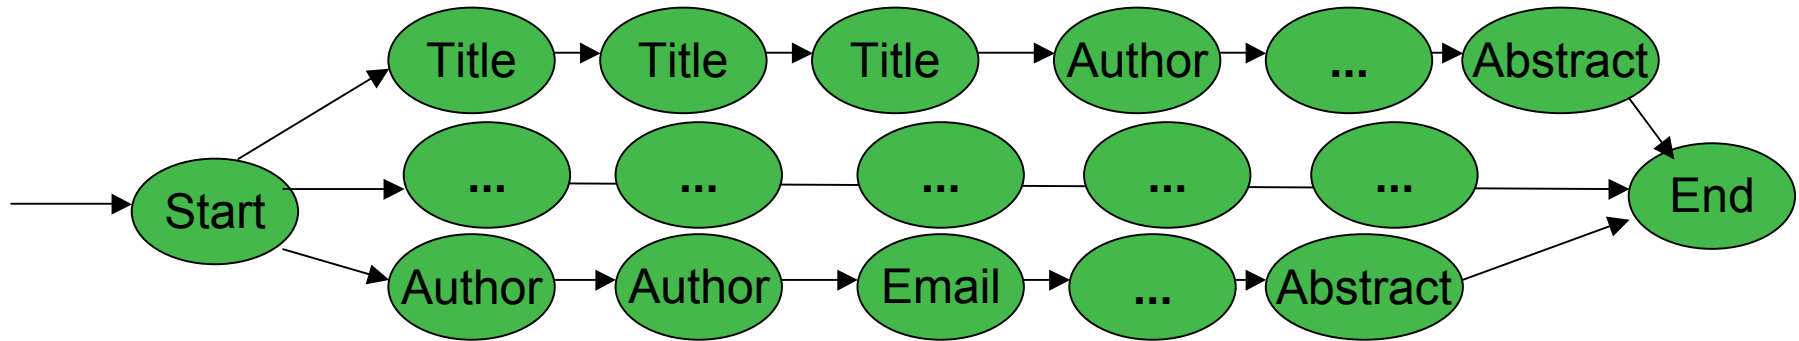 Title Title Title Author ... Abstract
... ... ... ... ...
Start End
Author Author Email ... Abstract